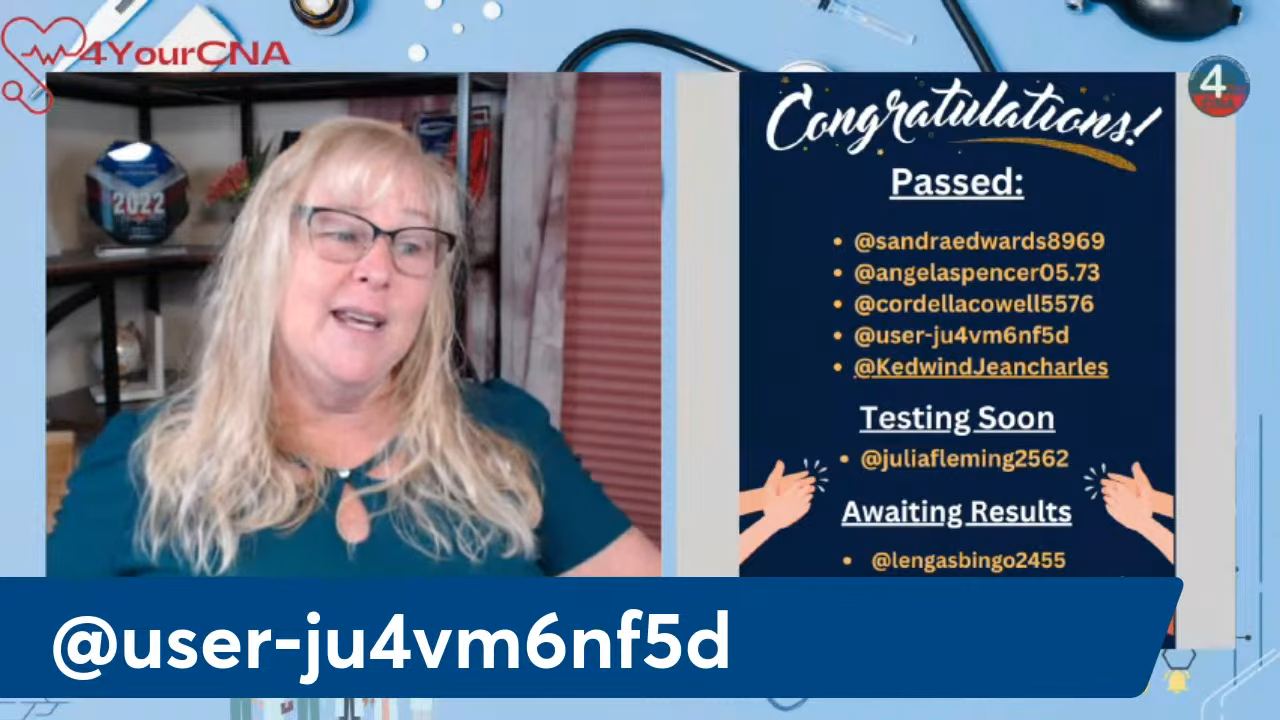 4YourCNA
2022
4
Congratulations!
Passed:
• @sandraedwards8969
• @angelaspencer05.73
• @cordellacowell5576
• @user-ju4vm6nf5d
• @KedwindJeancharles
Testing Soon
• @juliafleming2562
Awaiting Results
• @lengasbingo2455
@user-ju4vm6nf5d